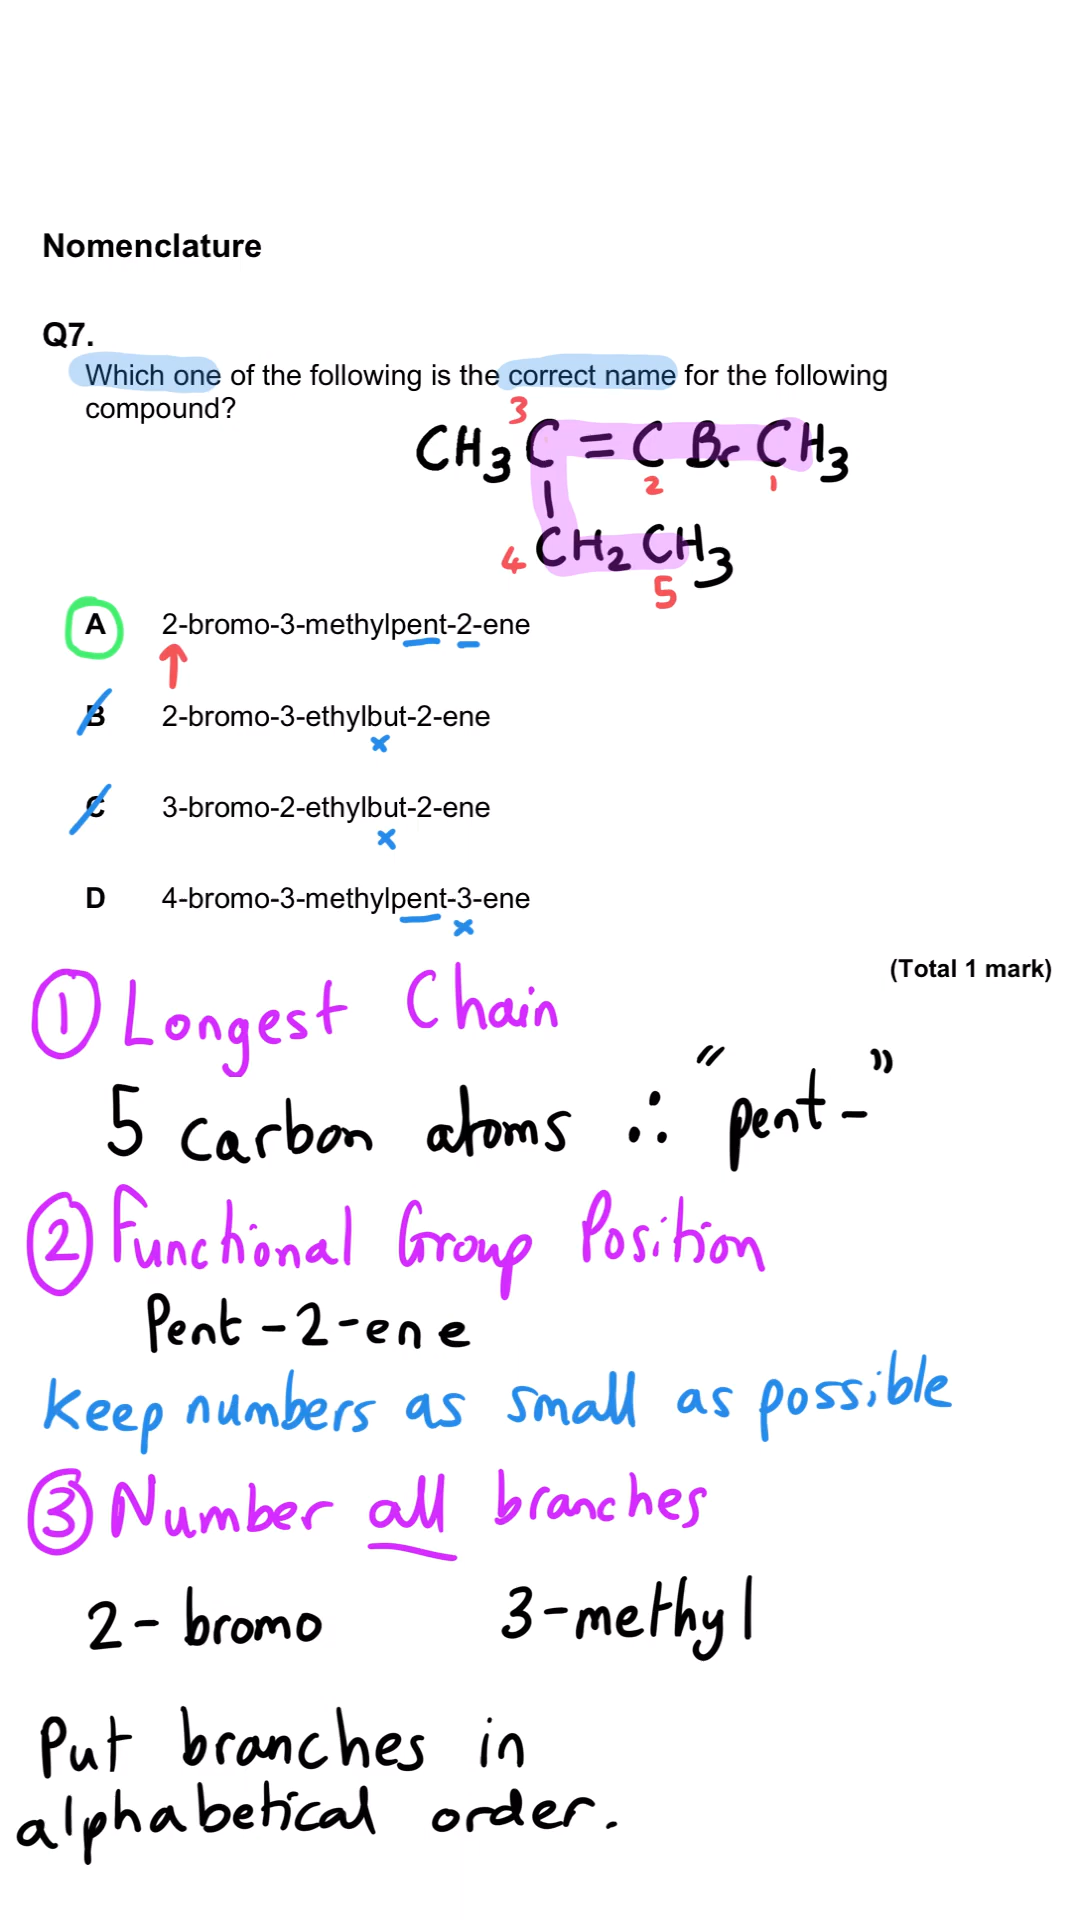 Nomenclature
Q7.
Which one of the following is the correct name for the following
compound?
3
CH3C = C Br CH3
2 1
4 CH2 CH3
5
A 2-bromo-3-methylpent-2-ene
B 2-bromo-3-ethylbut-2-ene
x
C 3-bromo-2-ethylbut-2-ene
x
D 4-bromo-3-methylpent-3-ene
x
(Total 1 mark)
① Longest Chain
5 carbon atoms ∴ "pent-"
② Functional Group Position
Pent-2-ene
Keep numbers as small as possible
③ Number all branches
2-bromo 3-methyl
Put branches in
alphabetical order.